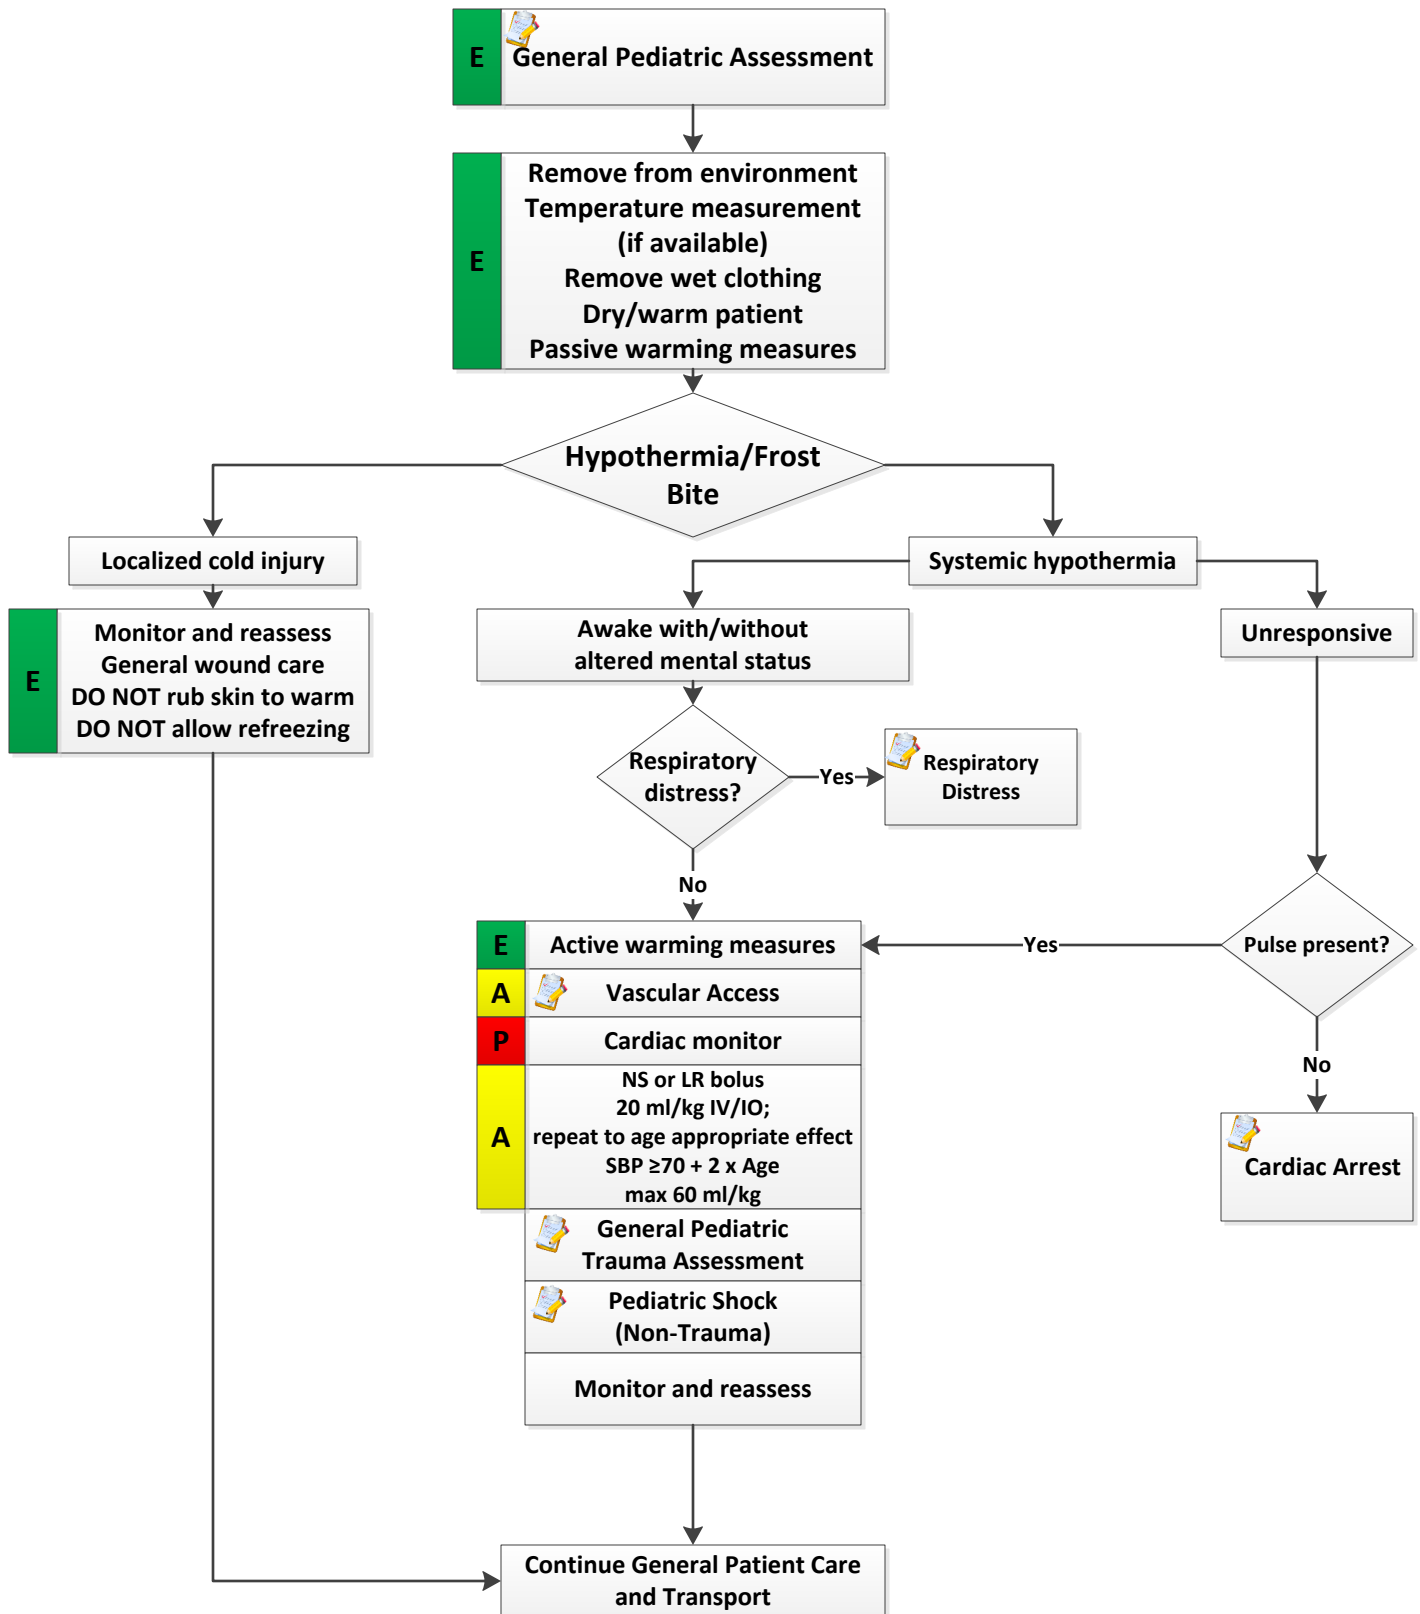 E
General Pediatric Assessment
E
Remove from environment
Temperature measurement
(if available)
Remove wet clothing
Dry/warm patient
Passive warming measures
Hypothermia/Frost
Bite
Localized cold injury
Systemic hypothermia
E
Monitor and reassess
General wound care
DO NOT rub skin to warm
DO NOT allow refreezing
Awake with/without
altered mental status
Unresponsive
Respiratory
distress?
Yes
Respiratory
Distress
No
E
Active warming measures
Yes
Pulse present?
A
Vascular Access
P
Cardiac monitor
No
A
NS or LR bolus
20 ml/kg IV/IO;
repeat to age appropriate effect
SBP ≥70 + 2 x Age
max 60 ml/kg
Cardiac Arrest
General Pediatric
Trauma Assessment
Pediatric Shock
(Non-Trauma)
Monitor and reassess
Continue General Patient Care
and Transport